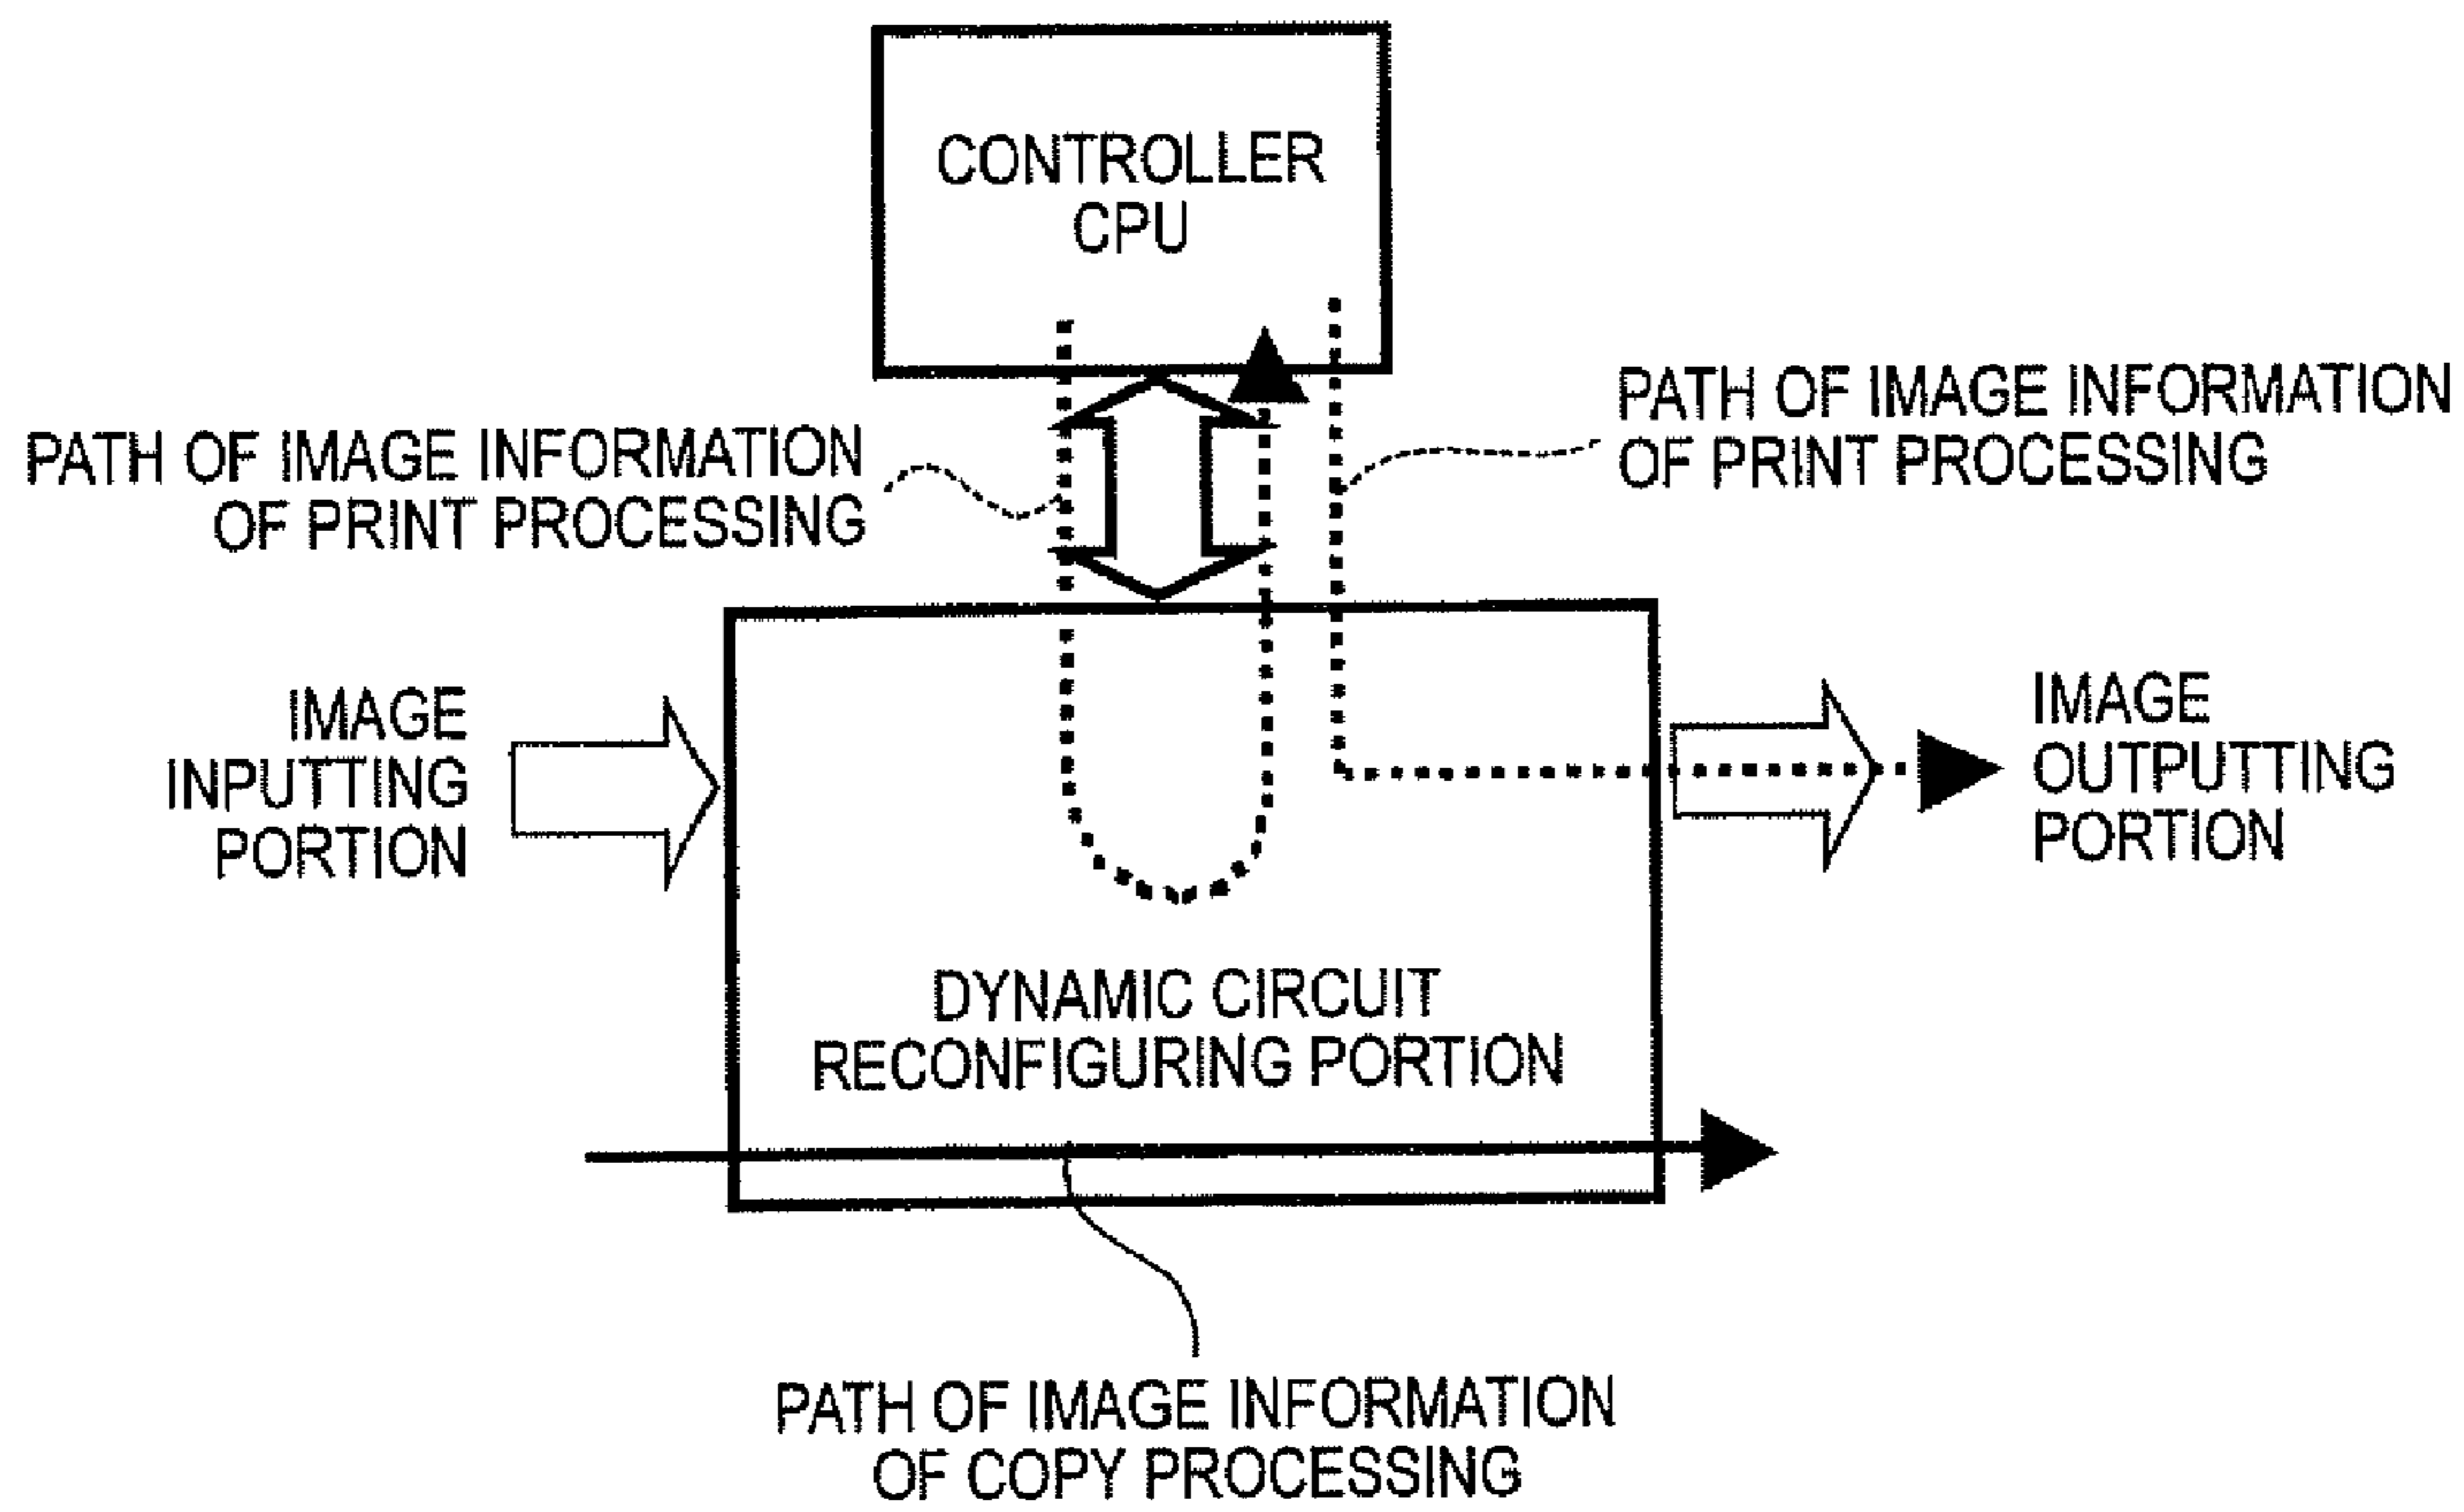 CONTROLLER
CPU
PATH OF IMAGE INFORMATION
OF PRINT PROCESSING
PATH OF IMAGE INFORMATION
OF PRINT PROCESSING
IMAGE
INPUTTING
PORTION
IMAGE
OUTPUTTING
PORTION
DYNAMIC CIRCUIT
RECONFIGURING PORTION
PATH OF IMAGE INFORMATION
OF COPY PROCESSING